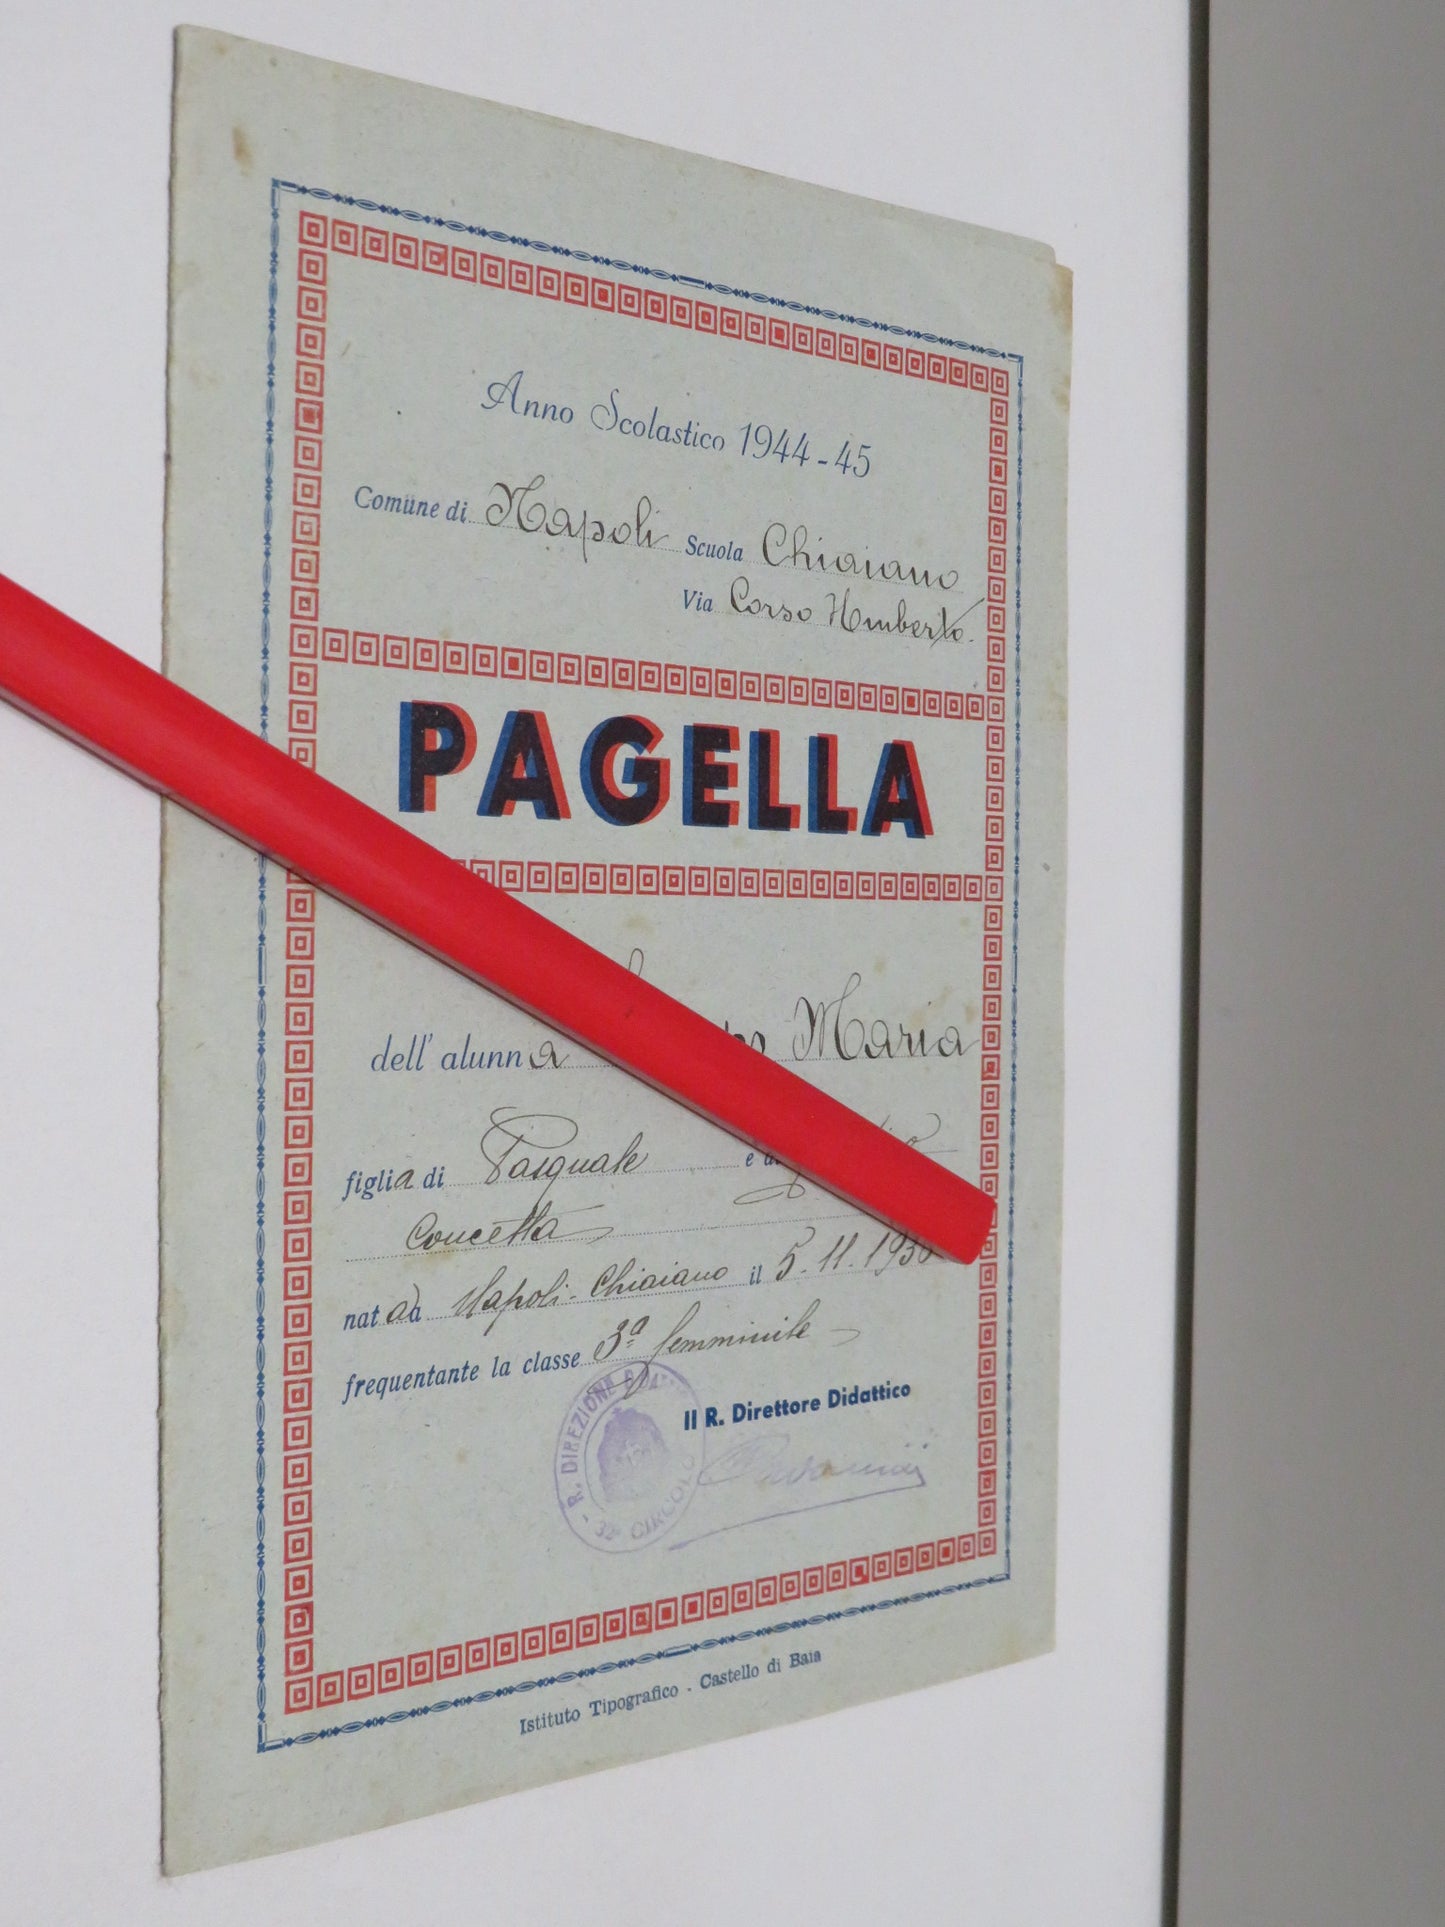 Anno Scolastico 1944-45
Comune di Napoli Scuola Chiaiano
Via Corso Umberto.
PAGELLA
dell' alunna Maria
figlia di Pasquale e
Concetta
nata a Napoli-Chiaiano il 5.11.
frequentante la classe 3ª femminile
Il R. Direttore Didattico
R. DIREZIONE
32º CIRCOLO
Istituto Tipografico - Castello di Baia